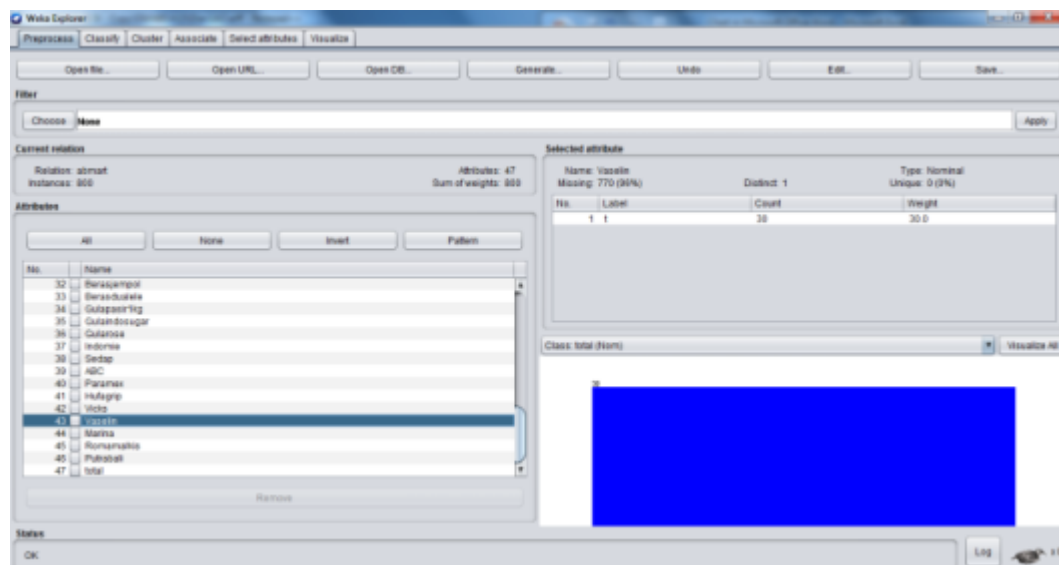 Weka Explorer
Preprocess Classify Cluster Associate Select attributes Visualize
Open file... Open URL... Open DB... Generate... Undo Edit... Save...
Filter
Choose None Apply
Current relation
Relation: abmart Attributes: 47
Instances: 800 Sum of weights: 800
Attributes
All None Invert Pattern
No. Name
32 Berasjempol
33 Berasdualele
34 Gulapasir1kg
35 Gulaindosugar
36 Gularose
37 Indomie
38 Sedap
39 ABC
40 Paramex
41 Hufagrip
42 Vicks
43 Vaselin
44 Marina
45 Romamalkis
46 Putrabali
47 total
Remove
Selected attribute
Name: Vaselin Type: Nominal
Missing: 770 (96%) Distinct: 1 Unique: 0 (0%)
No. Label Count Weight
1 t 30 30.0
Class: total (Nom) Visualize All
30
Status
OK Log